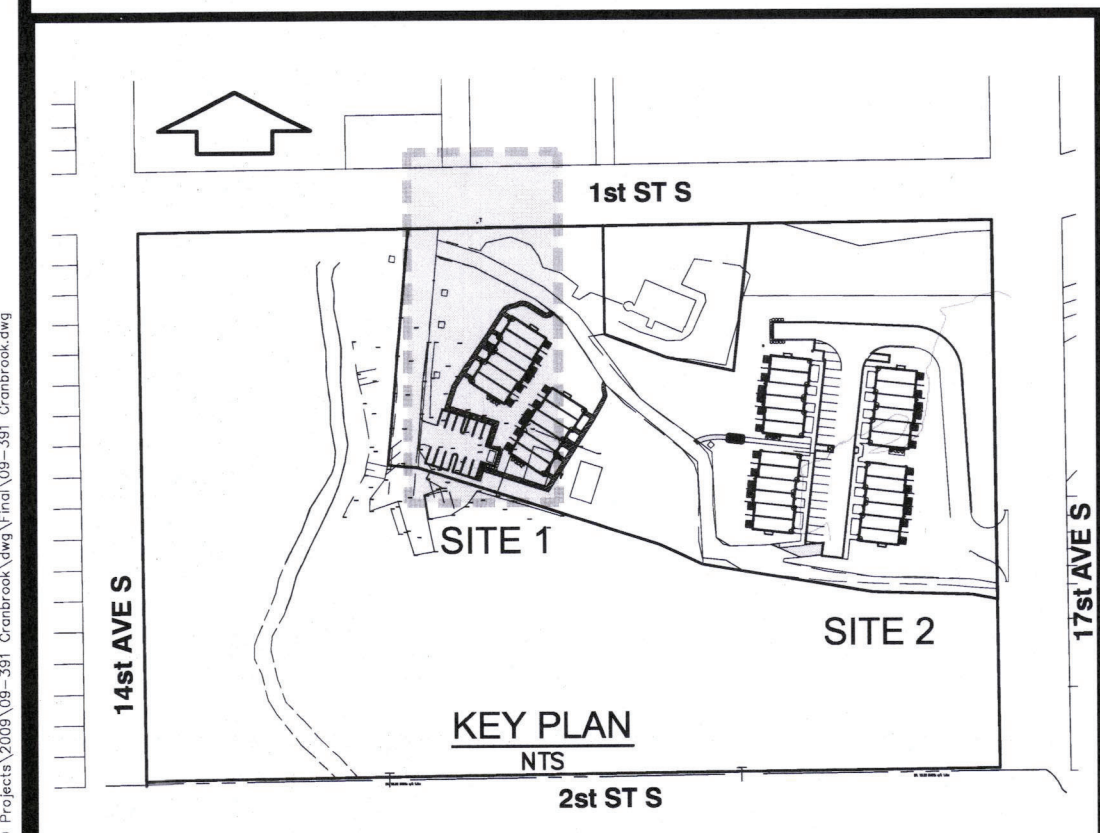 1st ST S
SITE 1
SITE 2
14st AVE S
17st AVE S
KEY PLAN
NTS
2st ST S
Projects\2009\09-391 Cranbrook\dwg\Final\09-391 Cranbrook.dwg